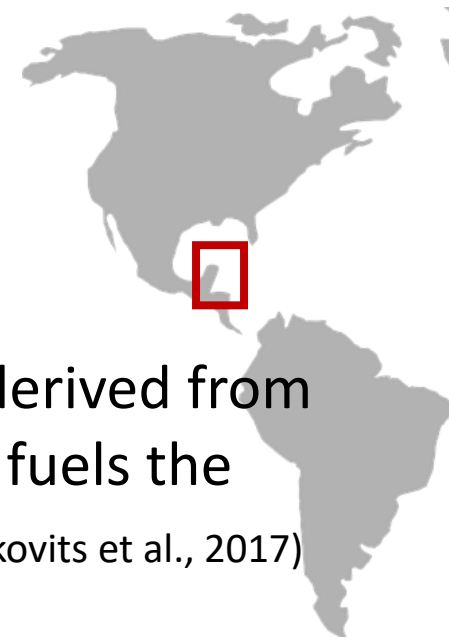 derived from
fuels the
kovits et al., 2017)